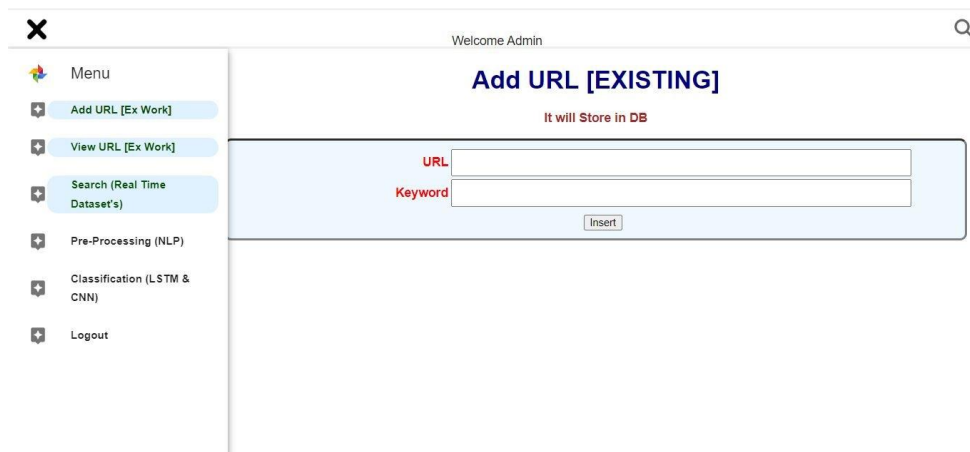 Welcome Admin
Menu
Add URL [Ex Work]
View URL [Ex Work]
Search (Real Time
Dataset's)
Pre-Processing (NLP)
Classification (LSTM &
CNN)
Logout
Add URL [EXISTING]
It will Store in DB
URL
Keyword
Insert